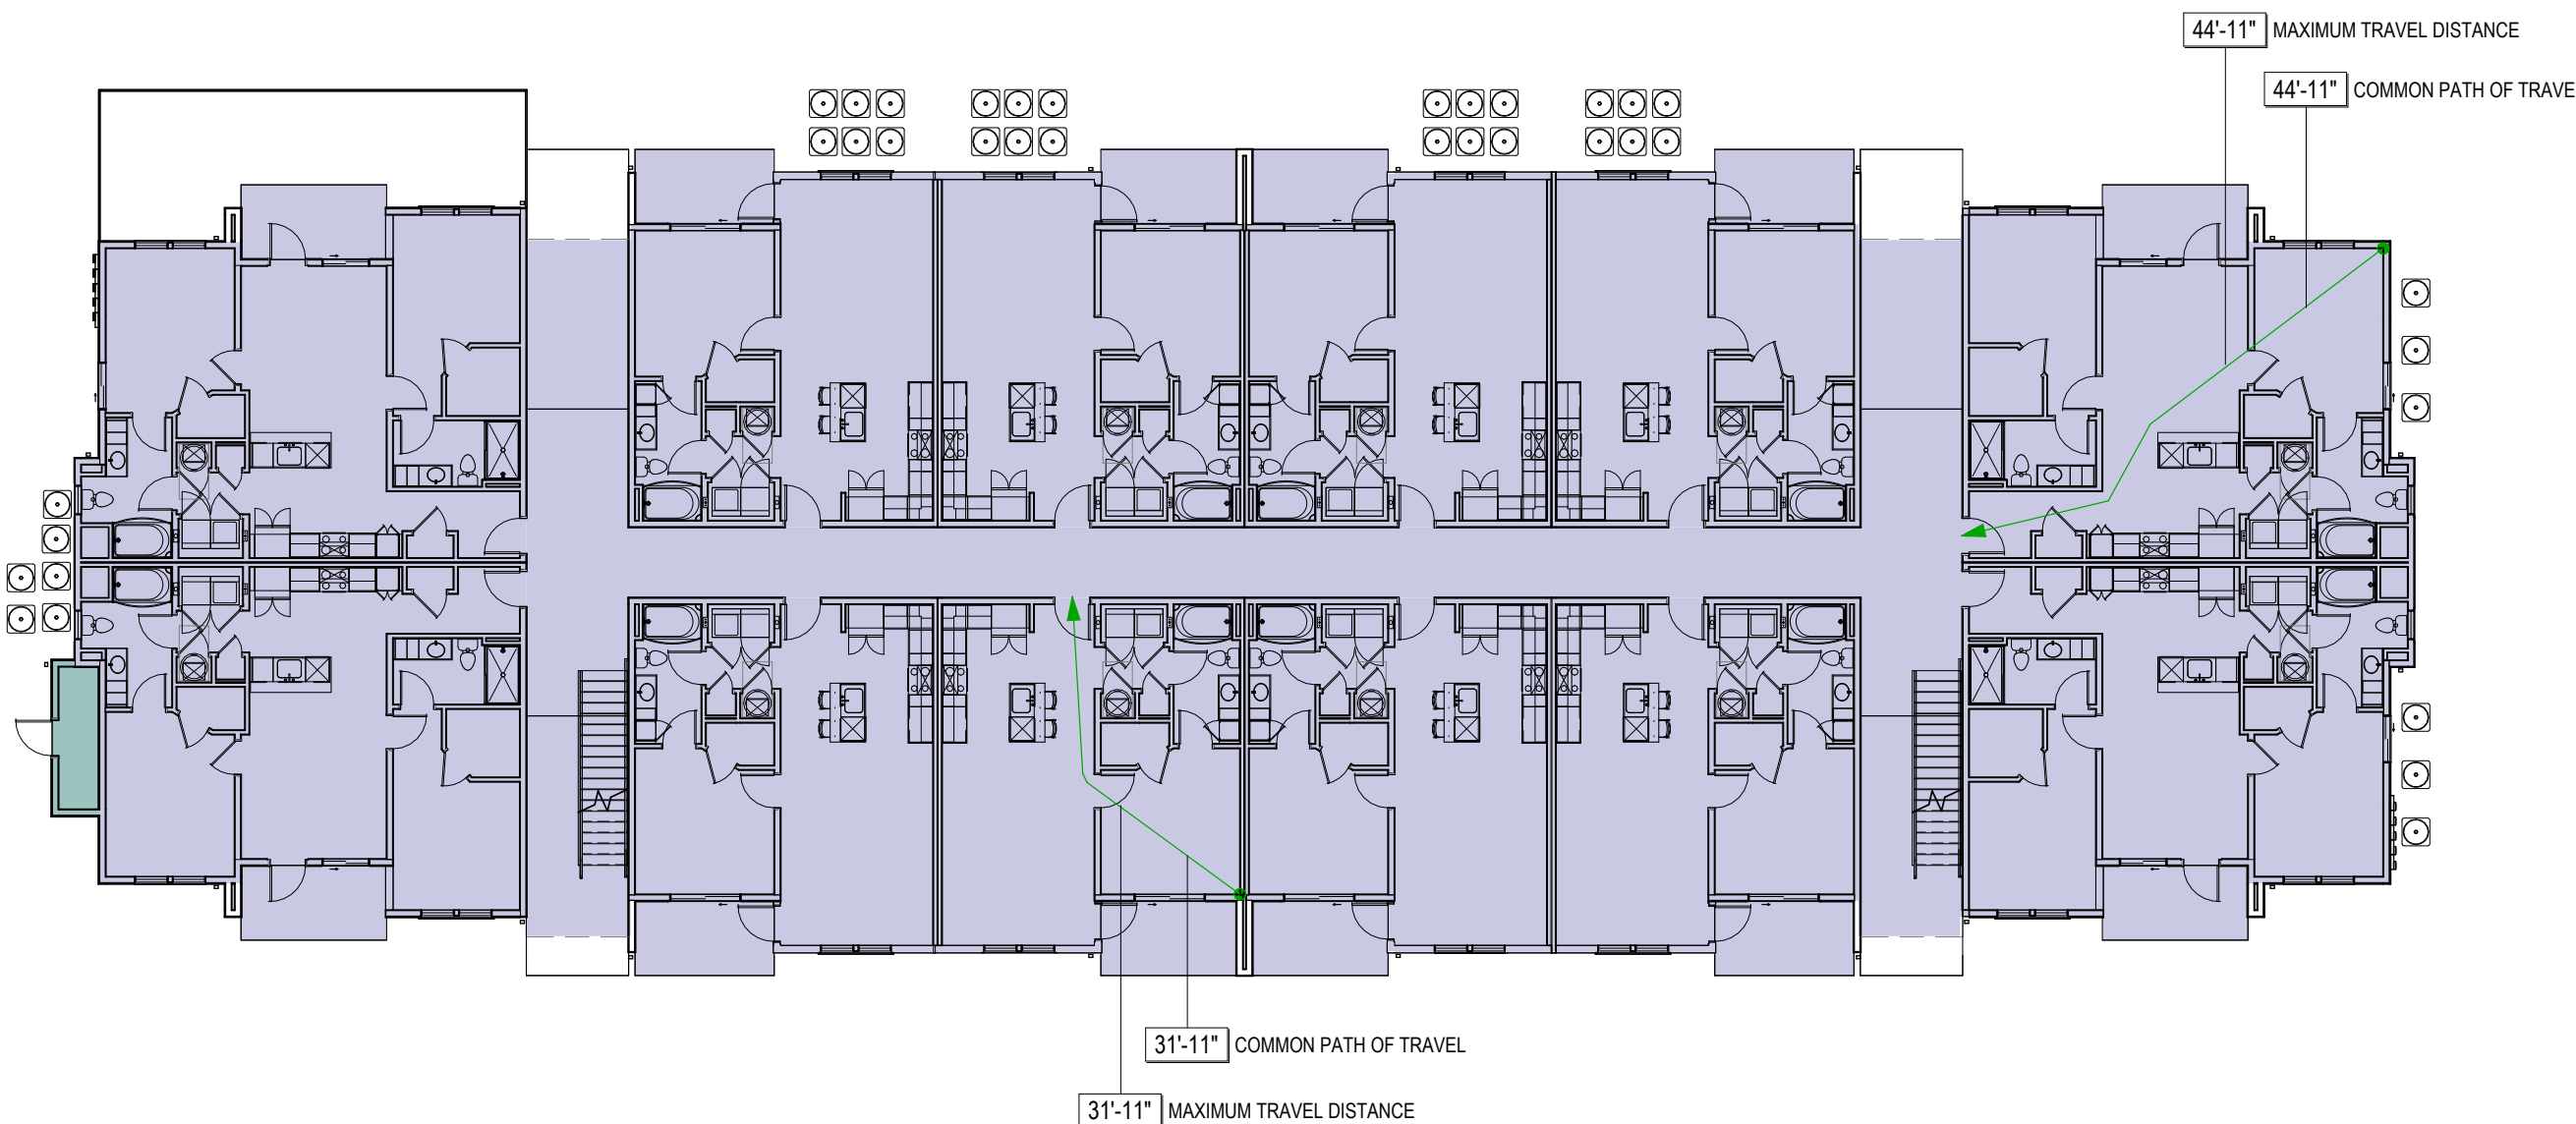 44'-11" MAXIMUM TRAVEL DISTANCE
44'-11" COMMON PATH OF TRAVE
31'-11" COMMON PATH OF TRAVEL
31'-11" MAXIMUM TRAVEL DISTANCE